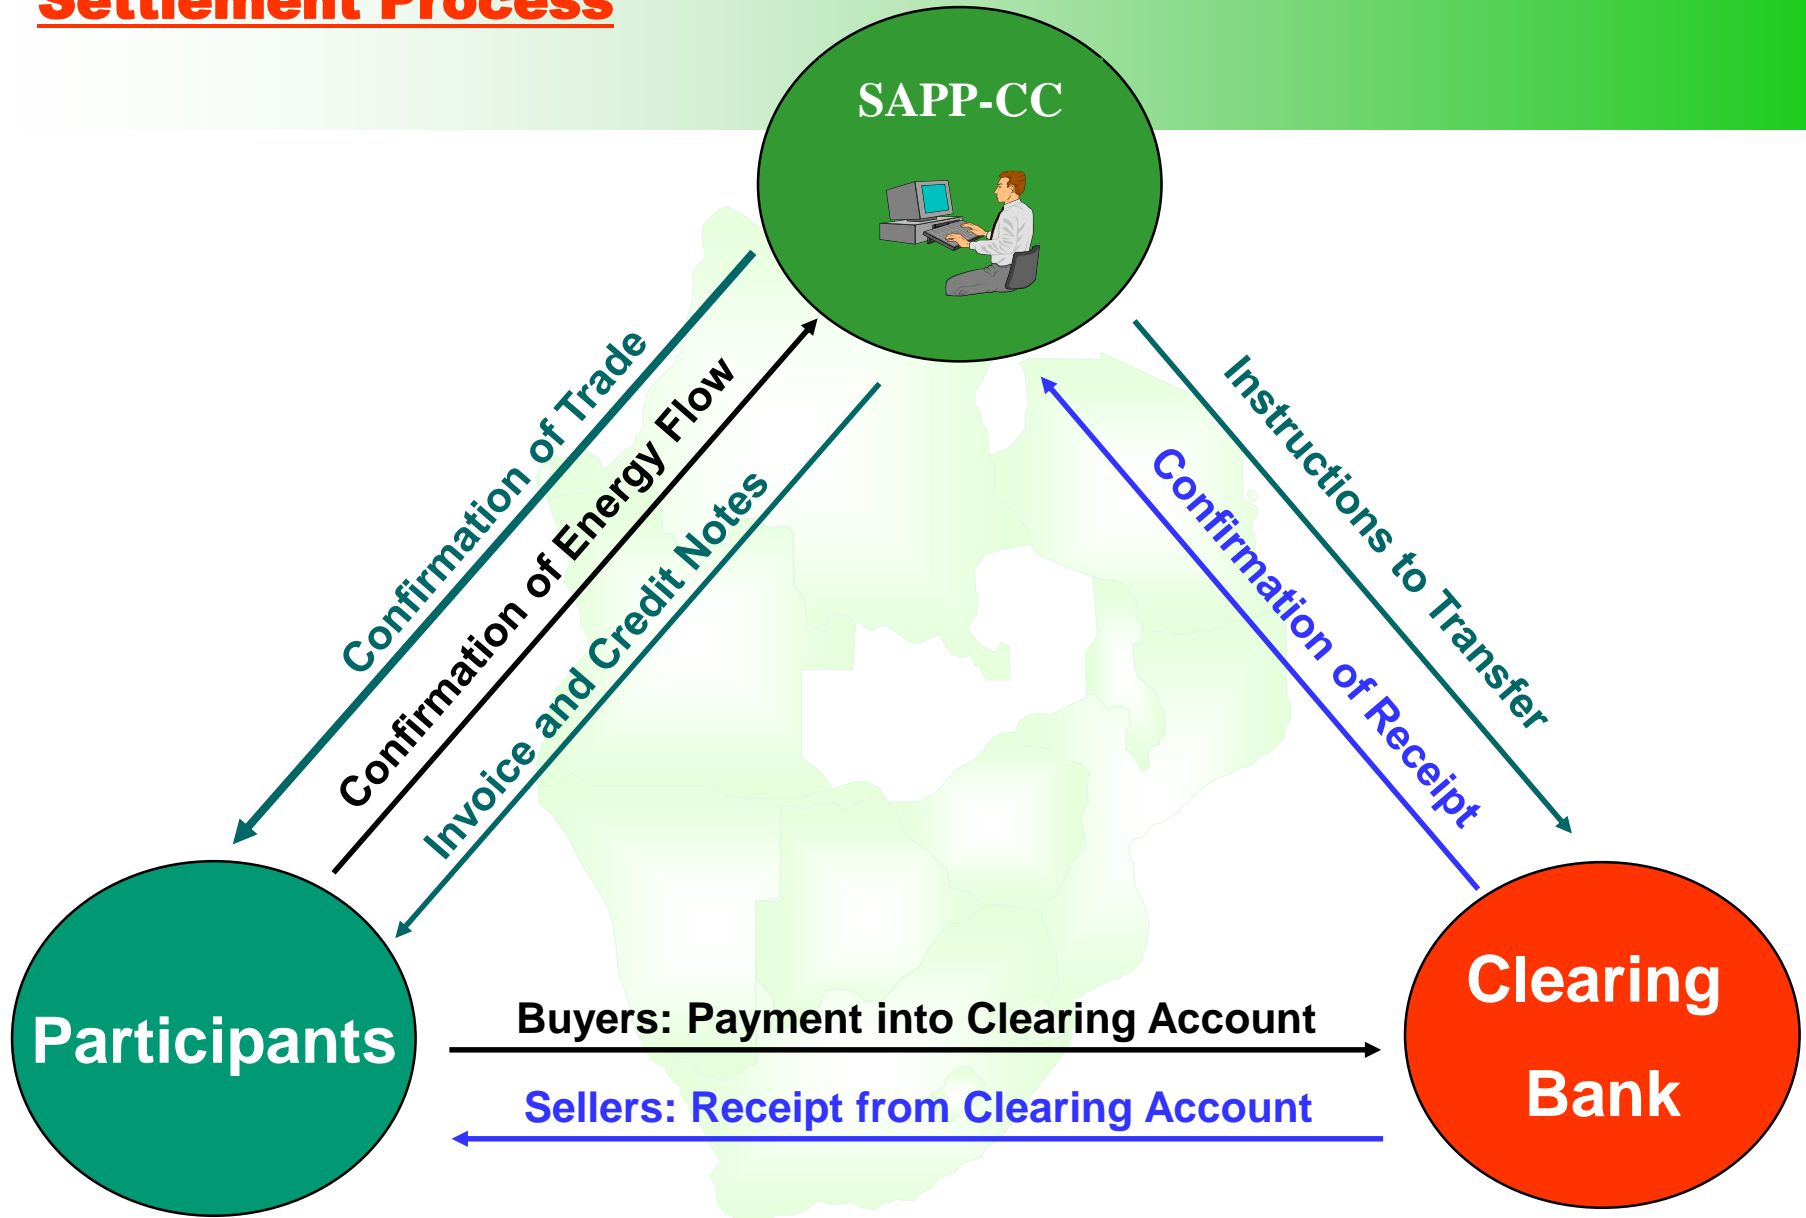 Settlement Process
SAPP-CC
Confirmation of Trade
Confirmation of Energy Flow
Invoice and Credit Notes
Instructions to Transfer
Confirmation of Receipt
Participants
Buyers: Payment into Clearing Account
Sellers: Receipt from Clearing Account
Clearing
Bank